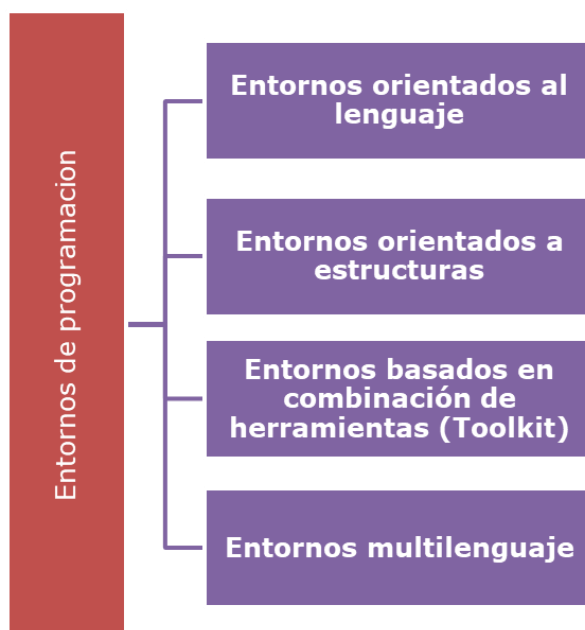 Entornos de programacion
Entornos orientados al
lenguaje
Entornos orientados a
estructuras
Entornos basados en
combinación de
herramientas (Toolkit)
Entornos multilenguaje